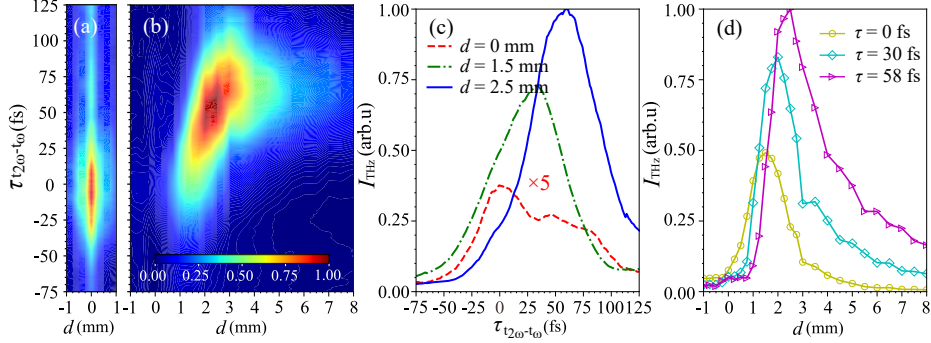 (a)
(b)
125
100
75
50
25
0
-25
-50
-75
τt2ω-tω(fs)
-1 0 1
d (mm)
0.00 0.25 0.50 0.75 1.00
-1 0 1 2 3 4 5 6 7 8
d (mm)
(c)
d = 0 mm
d = 1.5 mm
d = 2.5 mm
×5
1.00
0.75
0.50
0.25
0.00
ITHz (arb.u)
-75 -50 -25 0 25 50 75 100 125
τt2ω-tω(fs)
(d)
τ = 0 fs
τ = 30 fs
τ = 58 fs
1.00
0.75
0.50
0.25
0.00
ITHz (arb.u)
-1 0 1 2 3 4 5 6 7 8
d (mm)